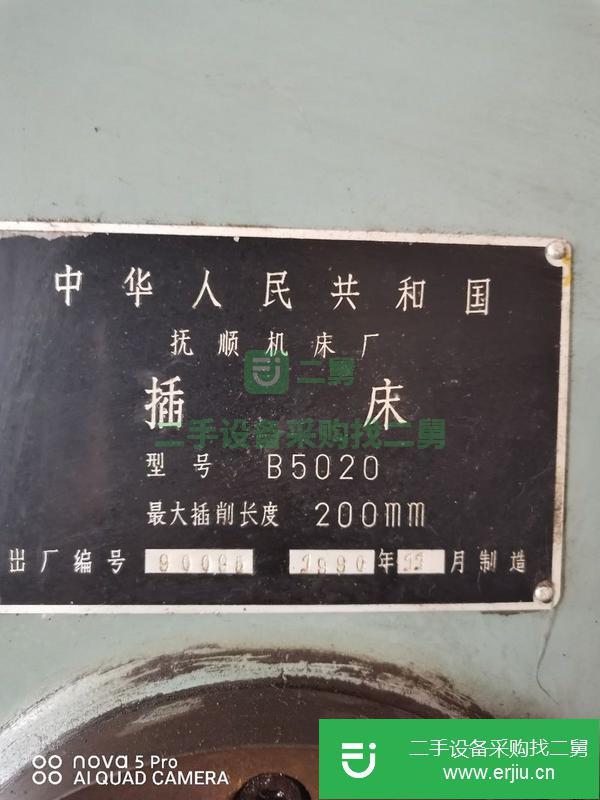 中华人民共和国
抚顺机床厂
二舅
插 床
二手设备采购找二舅
型号 B5020
最大插削长度 200mm
出厂编号 年 11 月制造
nova 5 Pro
AI QUAD CAMERA
二手设备采购找二舅
www.erjiu.cn